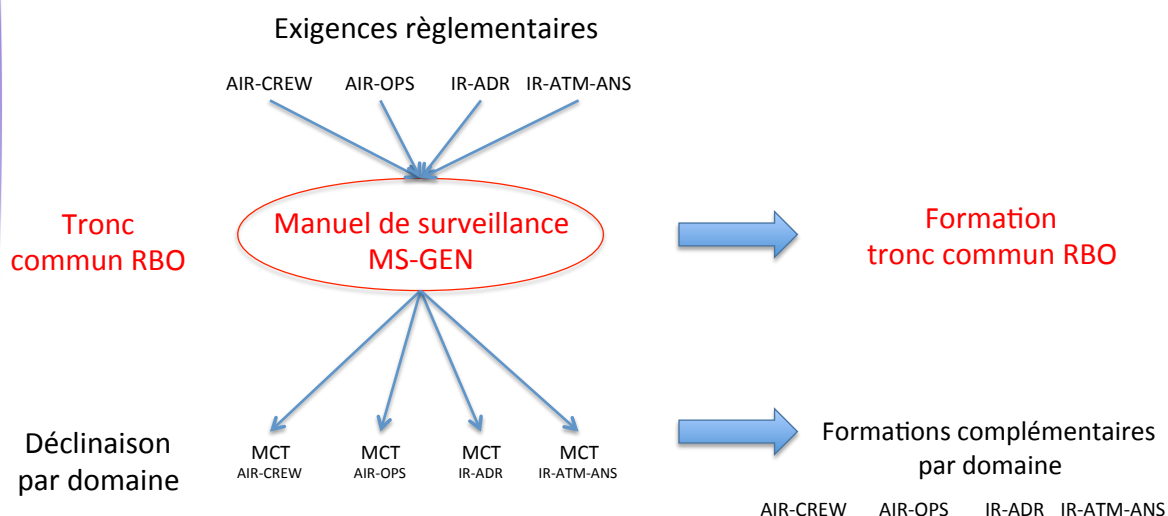 Exigences règlementaires
AIR-CREW AIR-OPS IR-ADR IR-ATM-ANS
Tronc
commun RBO
Manuel de surveillance
MS-GEN
Formation
tronc commun RBO
Déclinaison
par domaine
MCT MCT MCT MCT
AIR-CREW AIR-OPS IR-ADR IR-ATM-ANS
Formations complémentaires
par domaine
AIR-CREW AIR-OPS IR-ADR IR-ATM-ANS